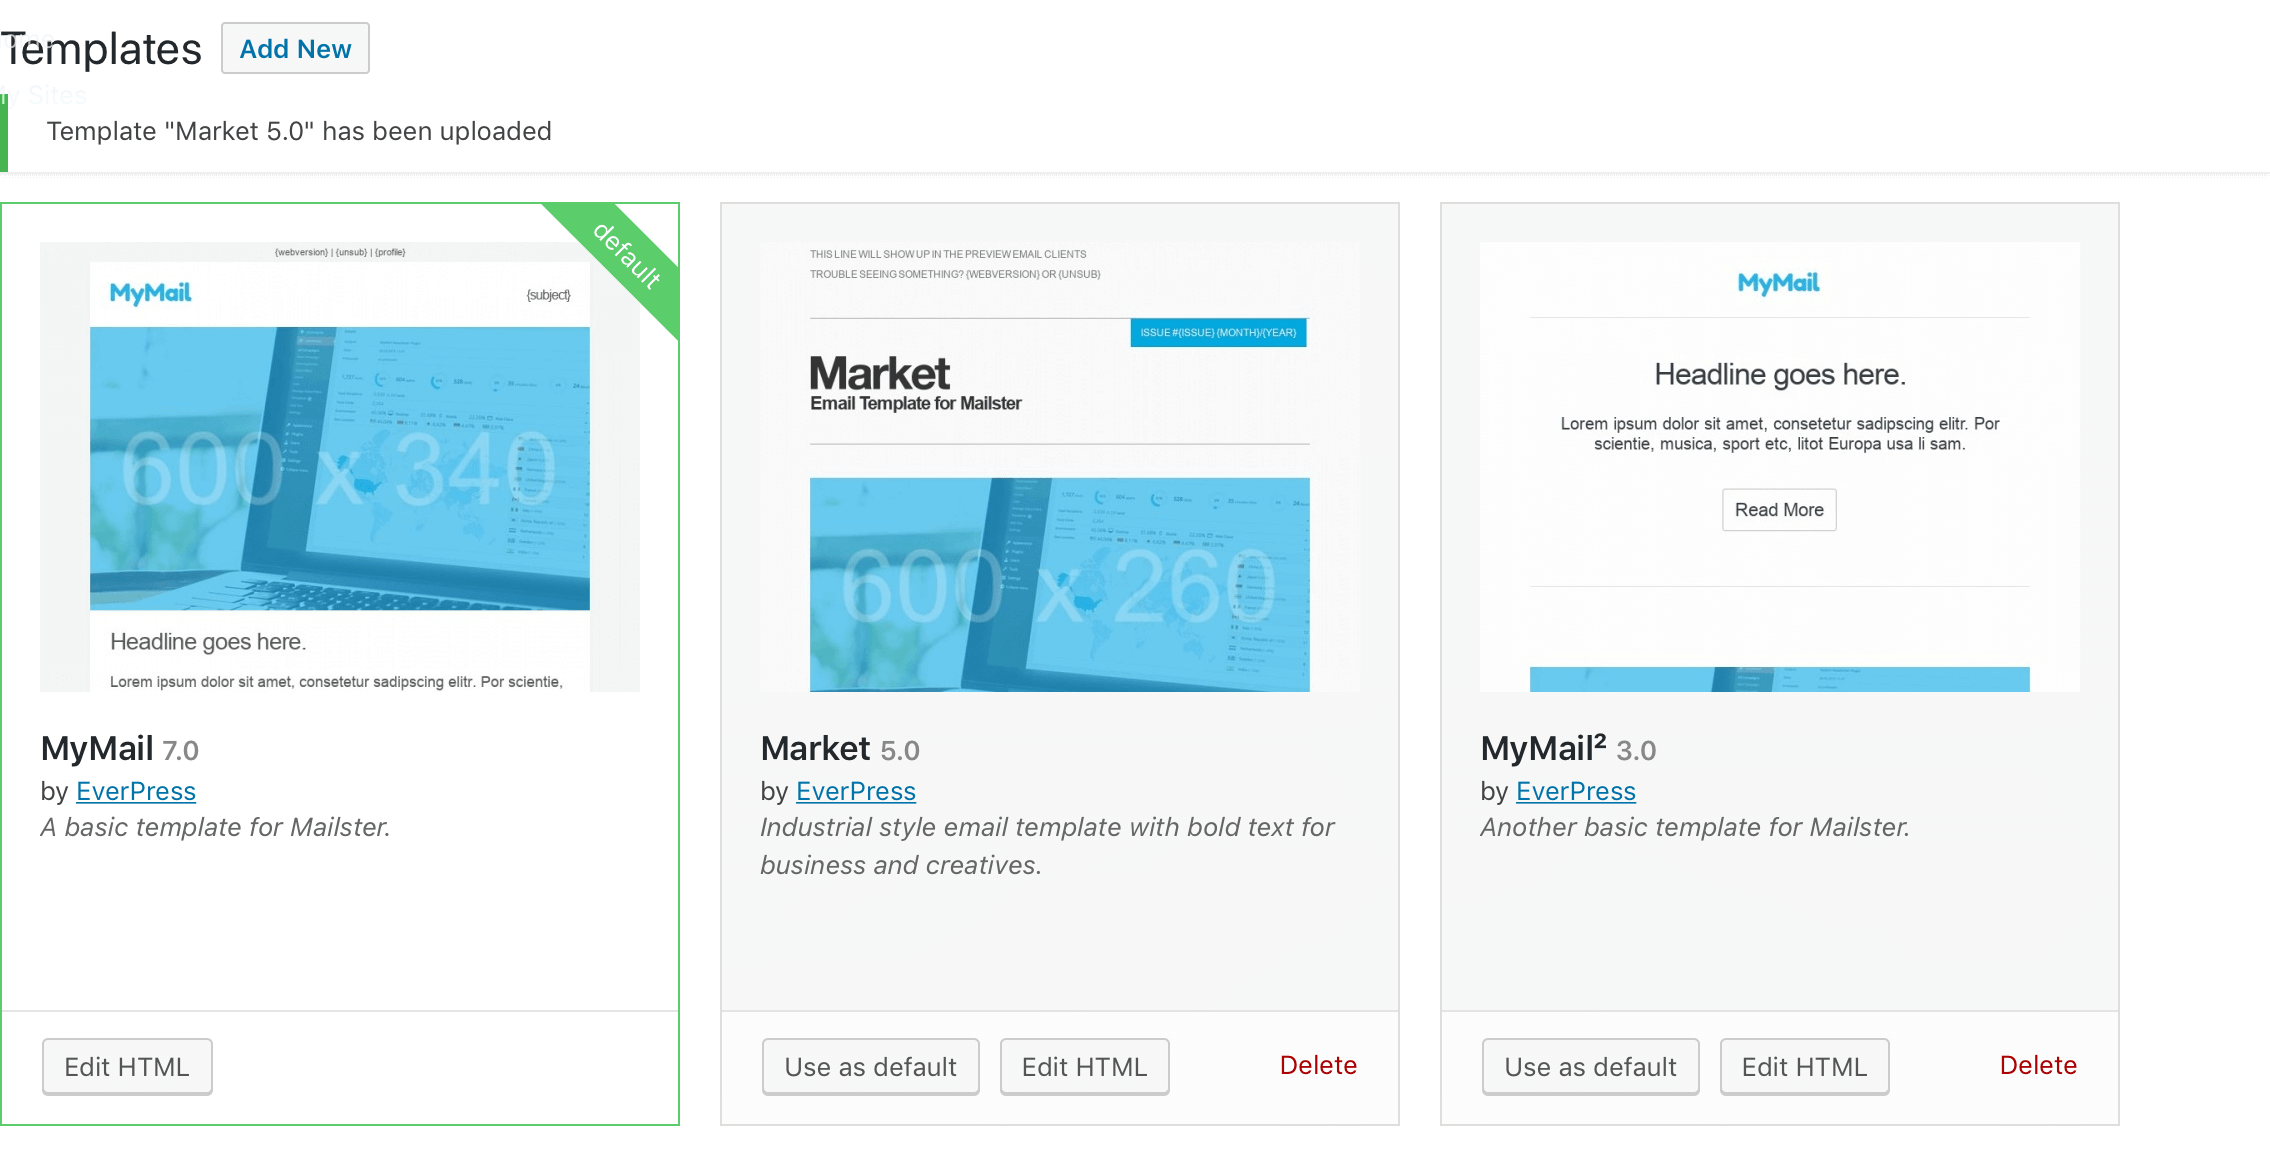 Templates
Add New
My Sites
Template "Market 5.0" has been uploaded
default
{webversion} | {unsub} | {profile}
MyMail
{subject}
600 x 340
Headline goes here.
Lorem ipsum dolor sit amet, consetetur sadipscing elitr. Por scientie,
MyMail 7.0
by EverPress
A basic template for Mailster.
Edit HTML
THIS LINE WILL SHOW UP IN THE PREVIEW EMAIL CLIENTS
TROUBLE SEEING SOMETHING? {WEBVERSION} OR {UNSUB}
ISSUE #{ISSUE} {MONTH}/{YEAR}
Market
Email Template for Mailster
600 x 260
Market 5.0
by EverPress
Industrial style email template with bold text for
business and creatives.
Use as default
Edit HTML
Delete
MyMail
Headline goes here.
Lorem ipsum dolor sit amet, consetetur sadipscing elitr. Por
scientie, musica, sport etc, litot Europa usa li sam.
Read More
MyMail² 3.0
by EverPress
Another basic template for Mailster.
Use as default
Edit HTML
Delete